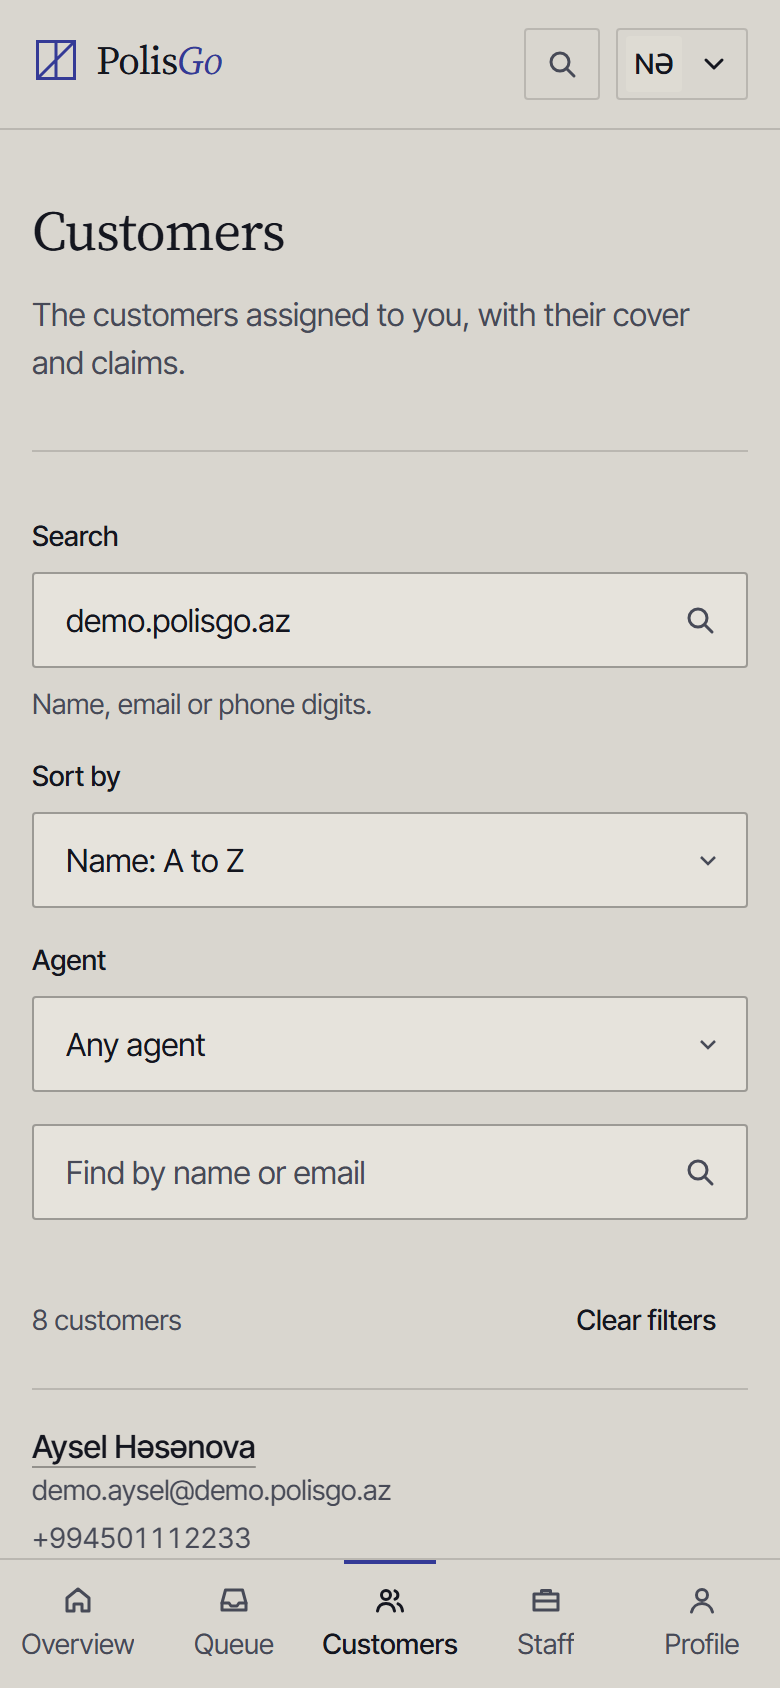 PolisGo
NƏ
Customers
The customers assigned to you, with their cover
and claims.
Search
demo.polisgo.az
Name, email or phone digits.
Sort by
Name: A to Z
Agent
Any agent
Find by name or email
8 customers
Clear filters
Aysel Həsənova
demo.aysel@demo.polisgo.az
+994501112233
Overview
Queue
Customers
Staff
Profile